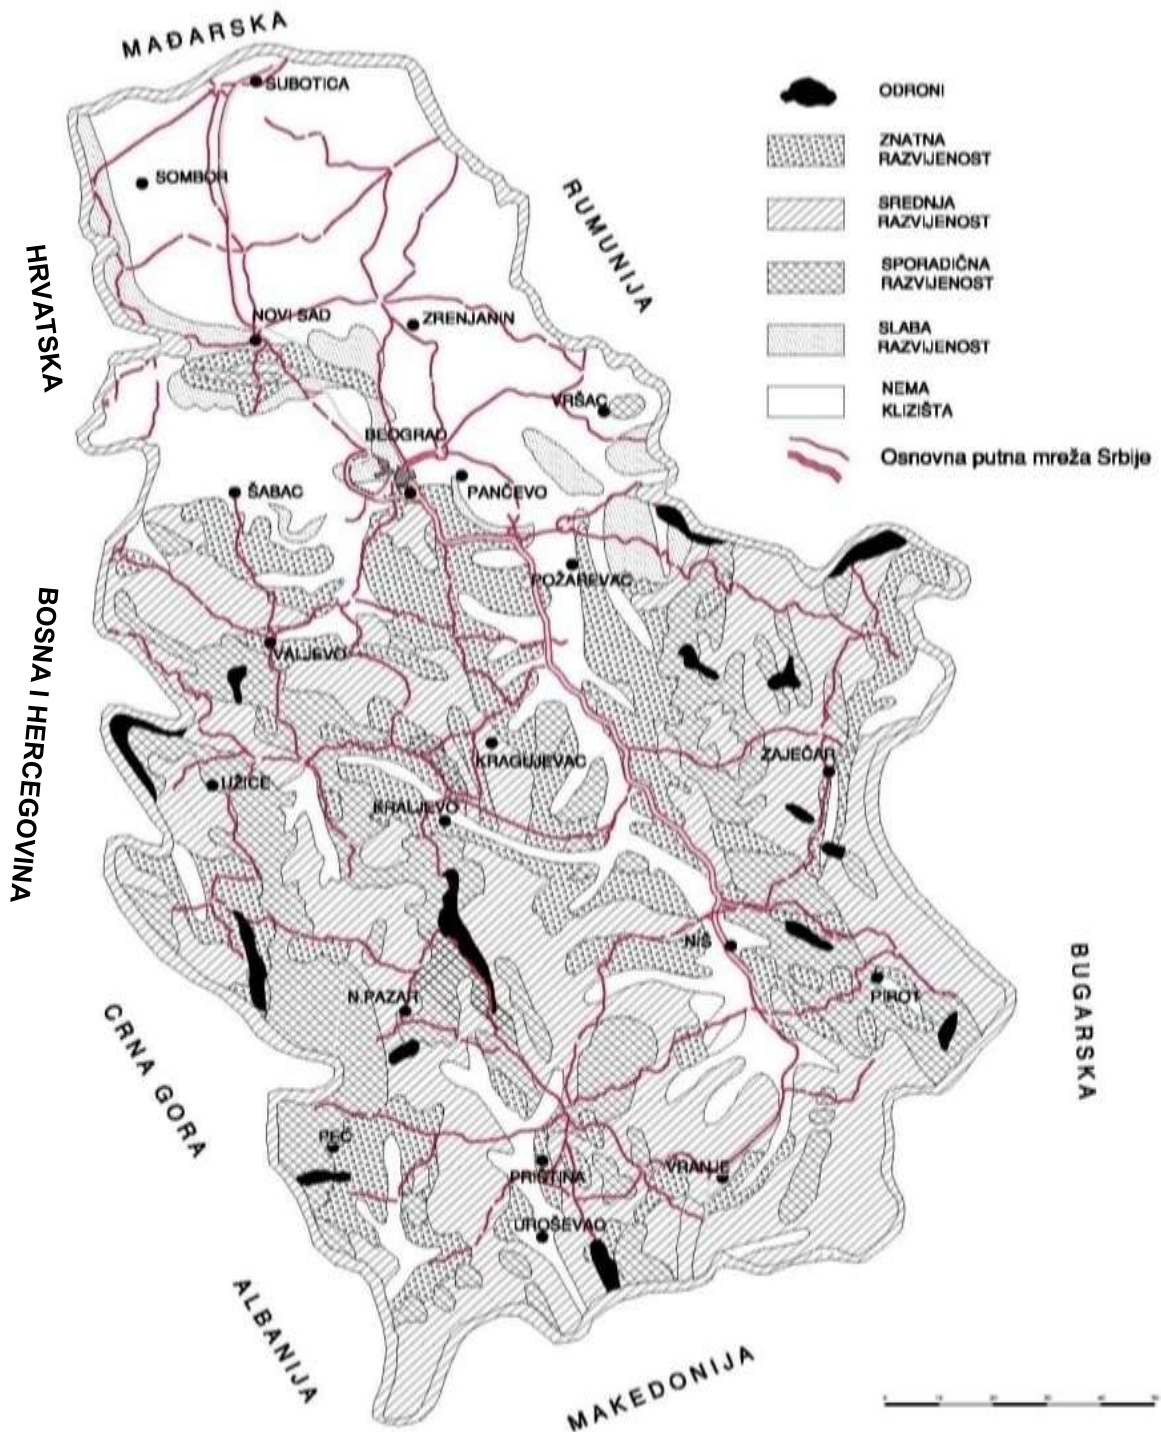 MAĐARSKA
SUBOTICA
SOMBOR
RUMUNIJA
HRVATSKA
NOVI SAD
ZRENJANIN
VRŠAC
BEOGRAD
PANČEVO
ŠABAC
POŽAREVAC
BOSNA I HERCEGOVINA
VALJEVO
KRAGUJEVAC
ZAJEČAR
UŽICE
KRALJEVO
NIŠ
BUGARSKA
N.PAZAR
PIROT
CRNA GORA
PEĆ
PRIŠTINA
VRANJE
UROŠEVAC
ALBANIJA
MAKEDONIJA
ODRONI
ZNATNA
RAZVIJENOST
SREDNJA
RAZVIJENOST
SPORADIČNA
RAZVIJENOST
SLABA
RAZVIJENOST
NEMA
KLIZIŠTA
Osnovna putna mreža Srbije